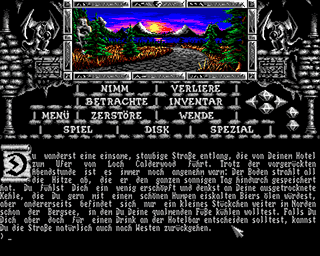 NIMM VERLIERE
BETRACHTE INVENTAR
MENÜ ZERSTÖRE WENDE
SPIEL DISK SPEZIAL
Du wanderst eine einsame, staubige Straße entlang, die von Deinem Hotel
zum Ufer von Loch Calderwood führt. Trotz der vorgerückten
Abendstunde ist es immer noch angenehm warm: Der Boden strahlt all
die Hitze ab, die er den ganzen sonnigen Tag hindurch gespeichert
hat. Du fühlst Dich ein wenig erschöpft und denkst an Deine ausgetrocknete
Kehle, die Du gern mit einem schönen Humpen eiskalten Biers ölen würdest,
aber andererseits befindet sich nur ein kleines Stückchen weiter im Norden
schon der Bergsee, in dem Du Deine qualmenden Füße kühlen wolltest. Falls Du
Dich aber doch für einen Drink an der Hotelbar entscheiden solltest, kannst
Du die Straße natürlich auch nach Westen zurückgehen.
)